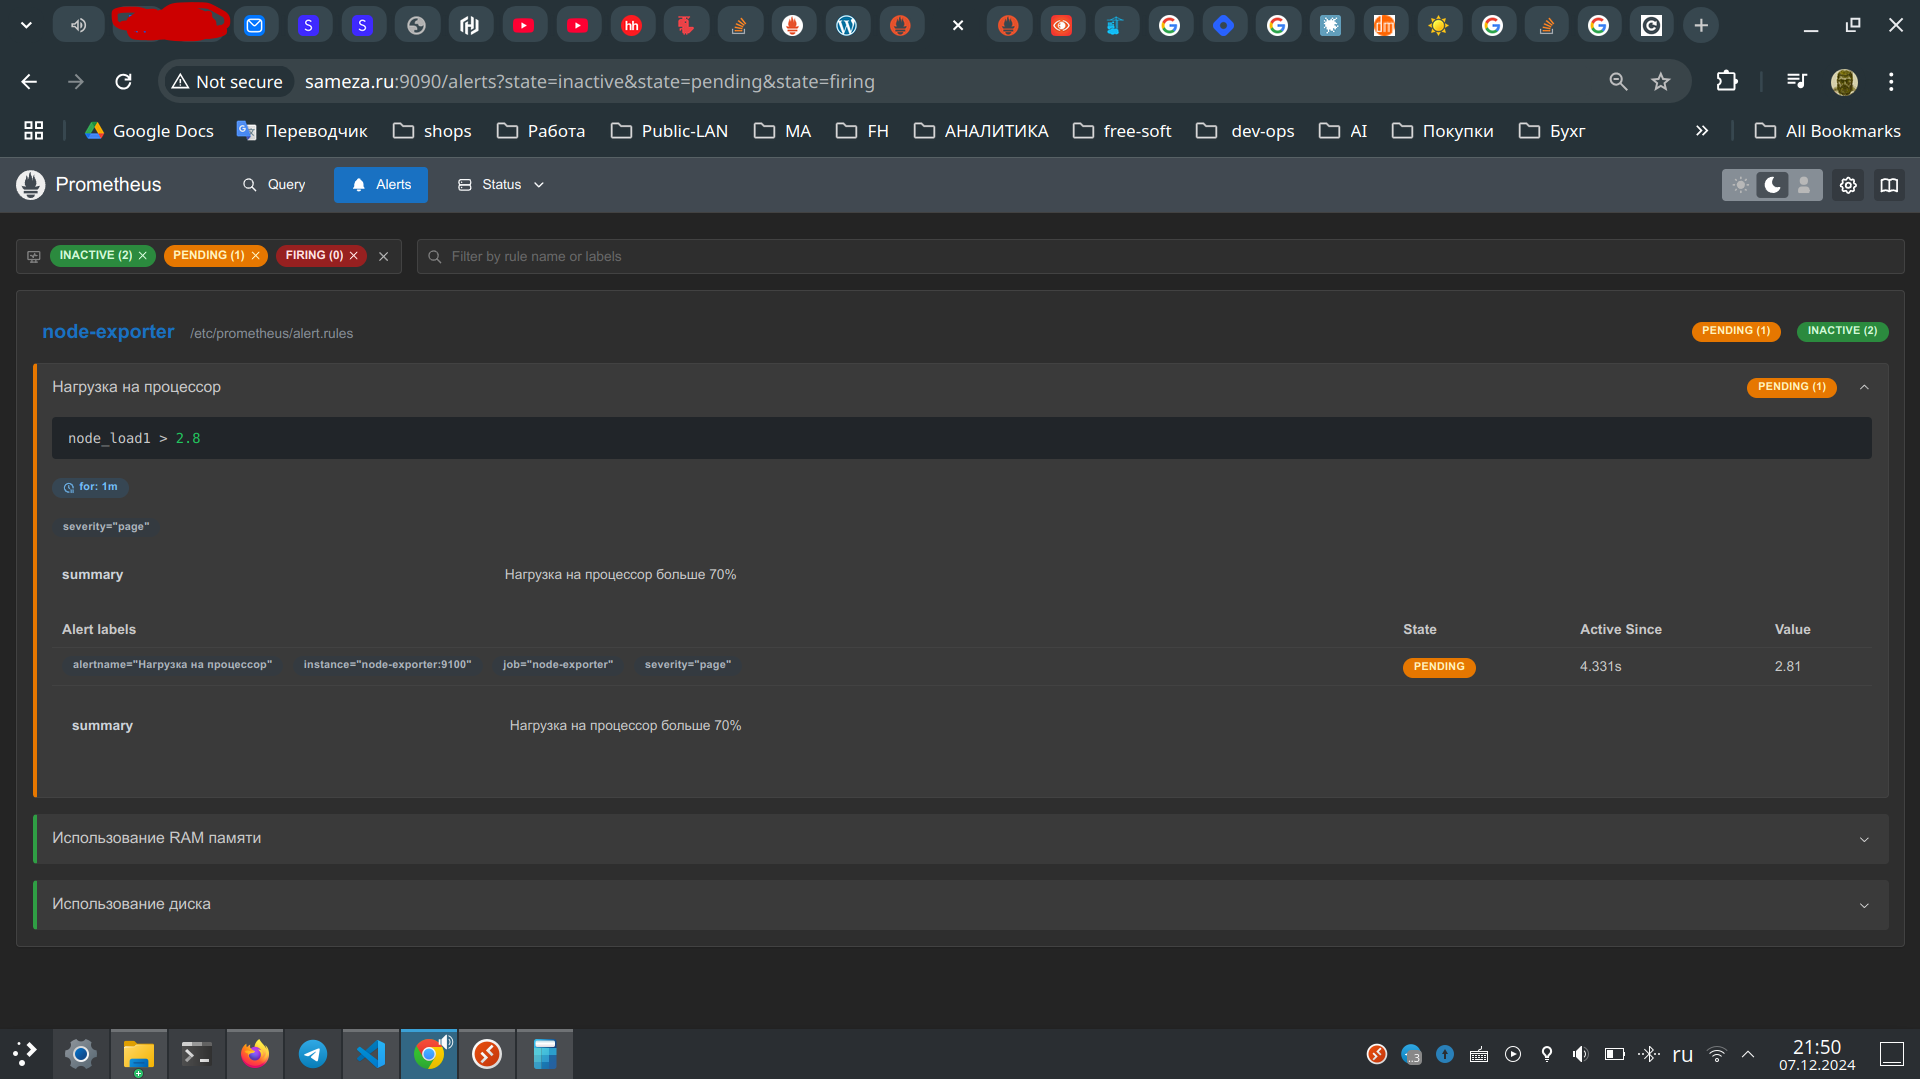 Not secure sameza.ru:9090/alerts?state=inactive&state=pending&state=firing
Google Docs Переводчик shops Работа Public-LAN MA FH АНАЛИТИКА free-soft dev-ops AI Покупки Бухг » All Bookmarks
Prometheus Query Alerts Status
INACTIVE (2) PENDING (1) FIRING (0) Filter by rule name or labels
node-exporter /etc/prometheus/alert.rules PENDING (1) INACTIVE (2)
Нагрузка на процессор PENDING (1)
node_load1 > 2.8
for: 1m
severity="page"
summary Нагрузка на процессор больше 70%
Alert labels State Active Since Value
alertname="Нагрузка на процессор" instance="node-exporter:9100" job="node-exporter" severity="page" PENDING 4.331s 2.81
summary Нагрузка на процессор больше 70%
Использование RAM памяти
Использование диска
ru 21:50
07.12.2024